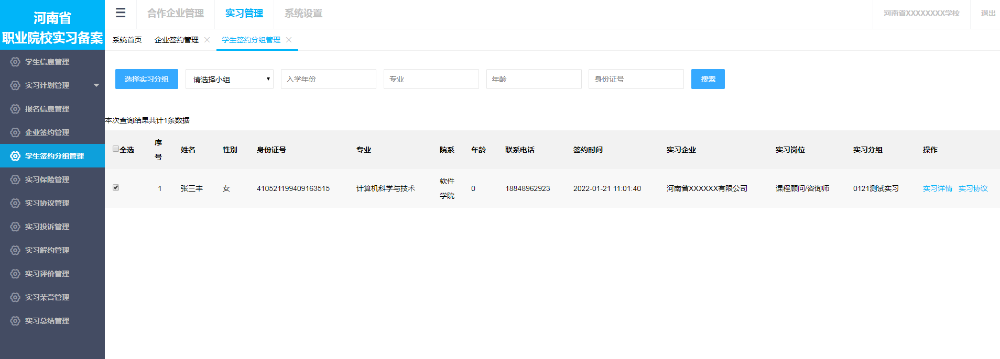 河南省
职业院校实习备案
合作企业管理 实习管理 系统设置 河南省XXXXXXXX学校 退出
系统首页 企业签约管理 学生签约分组管理
学生信息管理
实习计划管理
报名信息管理
企业签约管理
学生签约分组管理
实习保险管理
实习协议管理
实习投诉管理
实习解约管理
实习评价管理
实习荣誉管理
实习总结管理
选择实习分组 请选择小组 入学年份 专业 年龄 身份证号 搜索
本次查询结果共计1条数据
全选 序号 姓名 性别 身份证号 专业 院系 年龄 联系电话 签约时间 实习企业 实习岗位 实习分组 操作
1 张三丰 女 410521199409163515 计算机科学与技术 软件学院 0 18848962923 2022-01-21 11:01:40 河南省XXXXXX有限公司 课程顾问/咨询师 0121测试实习 实习详情 实习协议